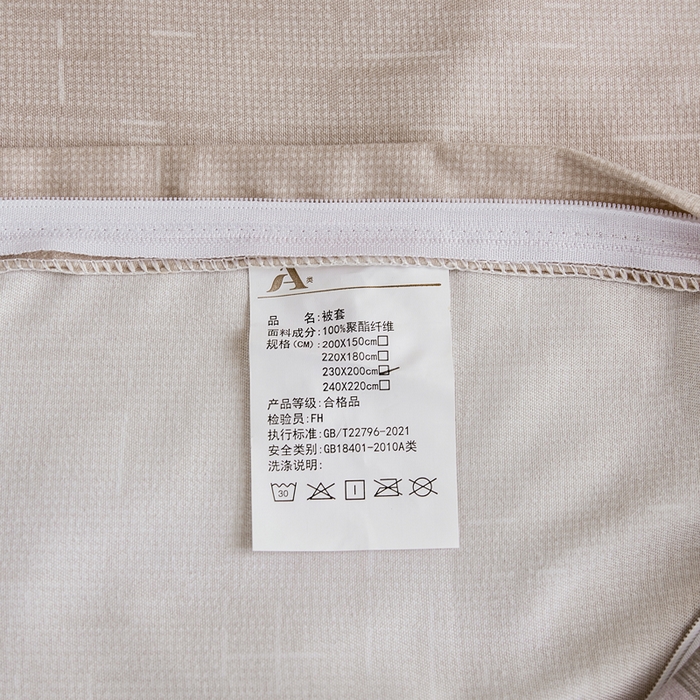 A类
品 名:被套
面料成分:100%聚酯纤维
规格(CM):200X150cm□
220X180cm□
230X200cm☑
240X220cm□
产品等级:合格品
检验员:FH
执行标准:GB/T22796-2021
安全类别:GB18401-2010A类
洗涤说明:
30